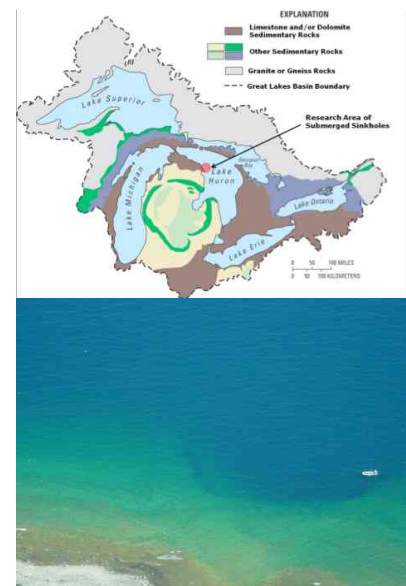 EXPLANATION
Limestone and/or Dolomite
Sedimentary Rocks
Other Sedimentary Rocks
Granite or Gneiss Rocks
Great Lakes Basin Boundary
Research Area of
Submerged Sinkholes
Lake Superior
Lake Michigan
Lake
Huron
Georgian
Bay
Lake Ontario
Lake Erie
0 50 100 MILES
0 50 100 KILOMETERS